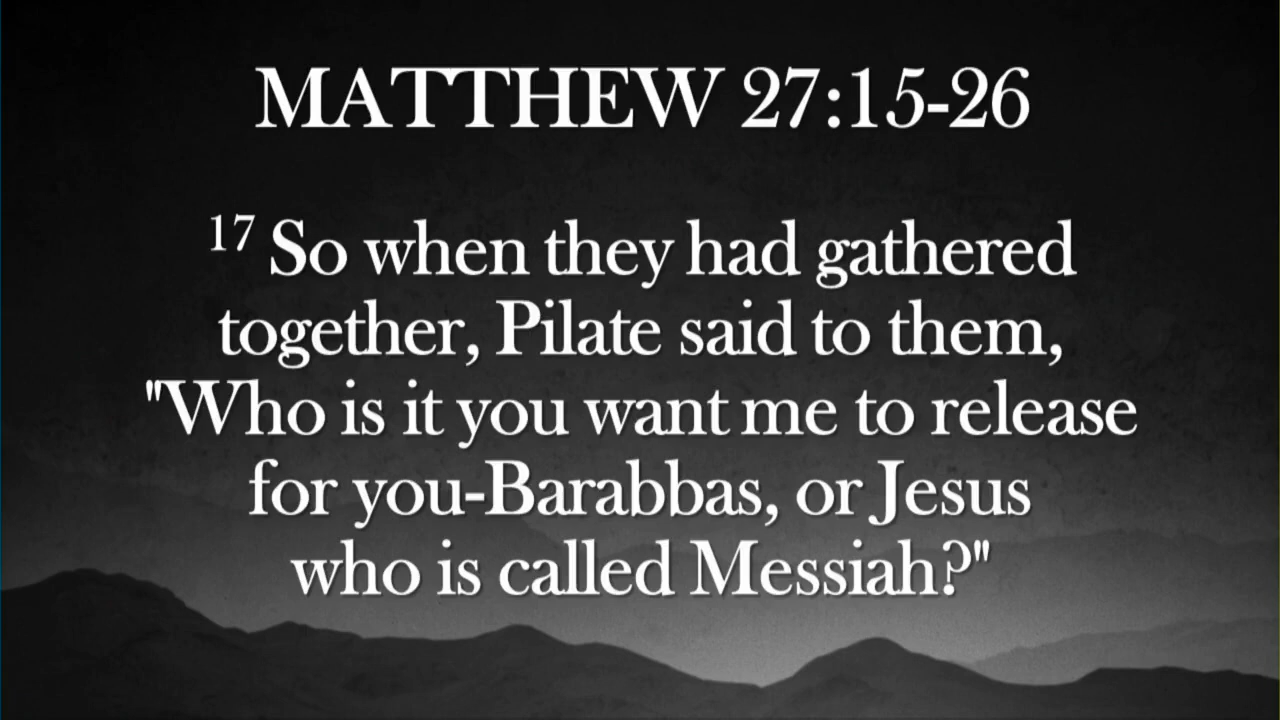 MATTHEW 27:15-26
17 So when they had gathered
together, Pilate said to them,
"Who is it you want me to release
for you-Barabbas, or Jesus
who is called Messiah?"